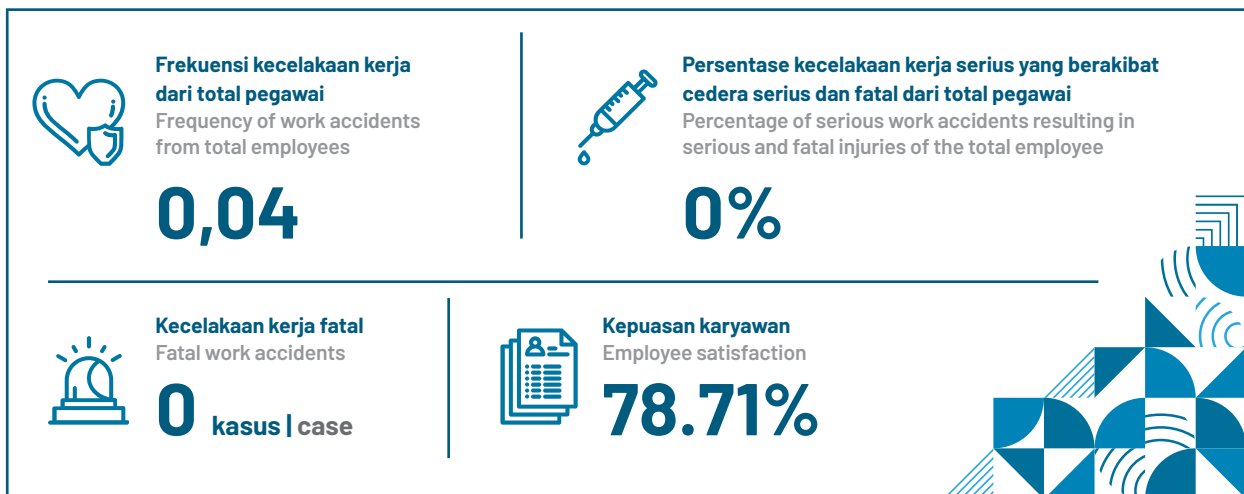 Frekuensi kecelakaan kerja
dari total pegawai
Frequency of work accidents
from total employees
0,04
Persentase kecelakaan kerja serius yang berakibat
cedera serius dan fatal dari total pegawai
Percentage of serious work accidents resulting in
serious and fatal injuries of the total employee
0%
Kecelakaan kerja fatal
Fatal work accidents
0 kasus | case
Kepuasan karyawan
Employee satisfaction
78.71%